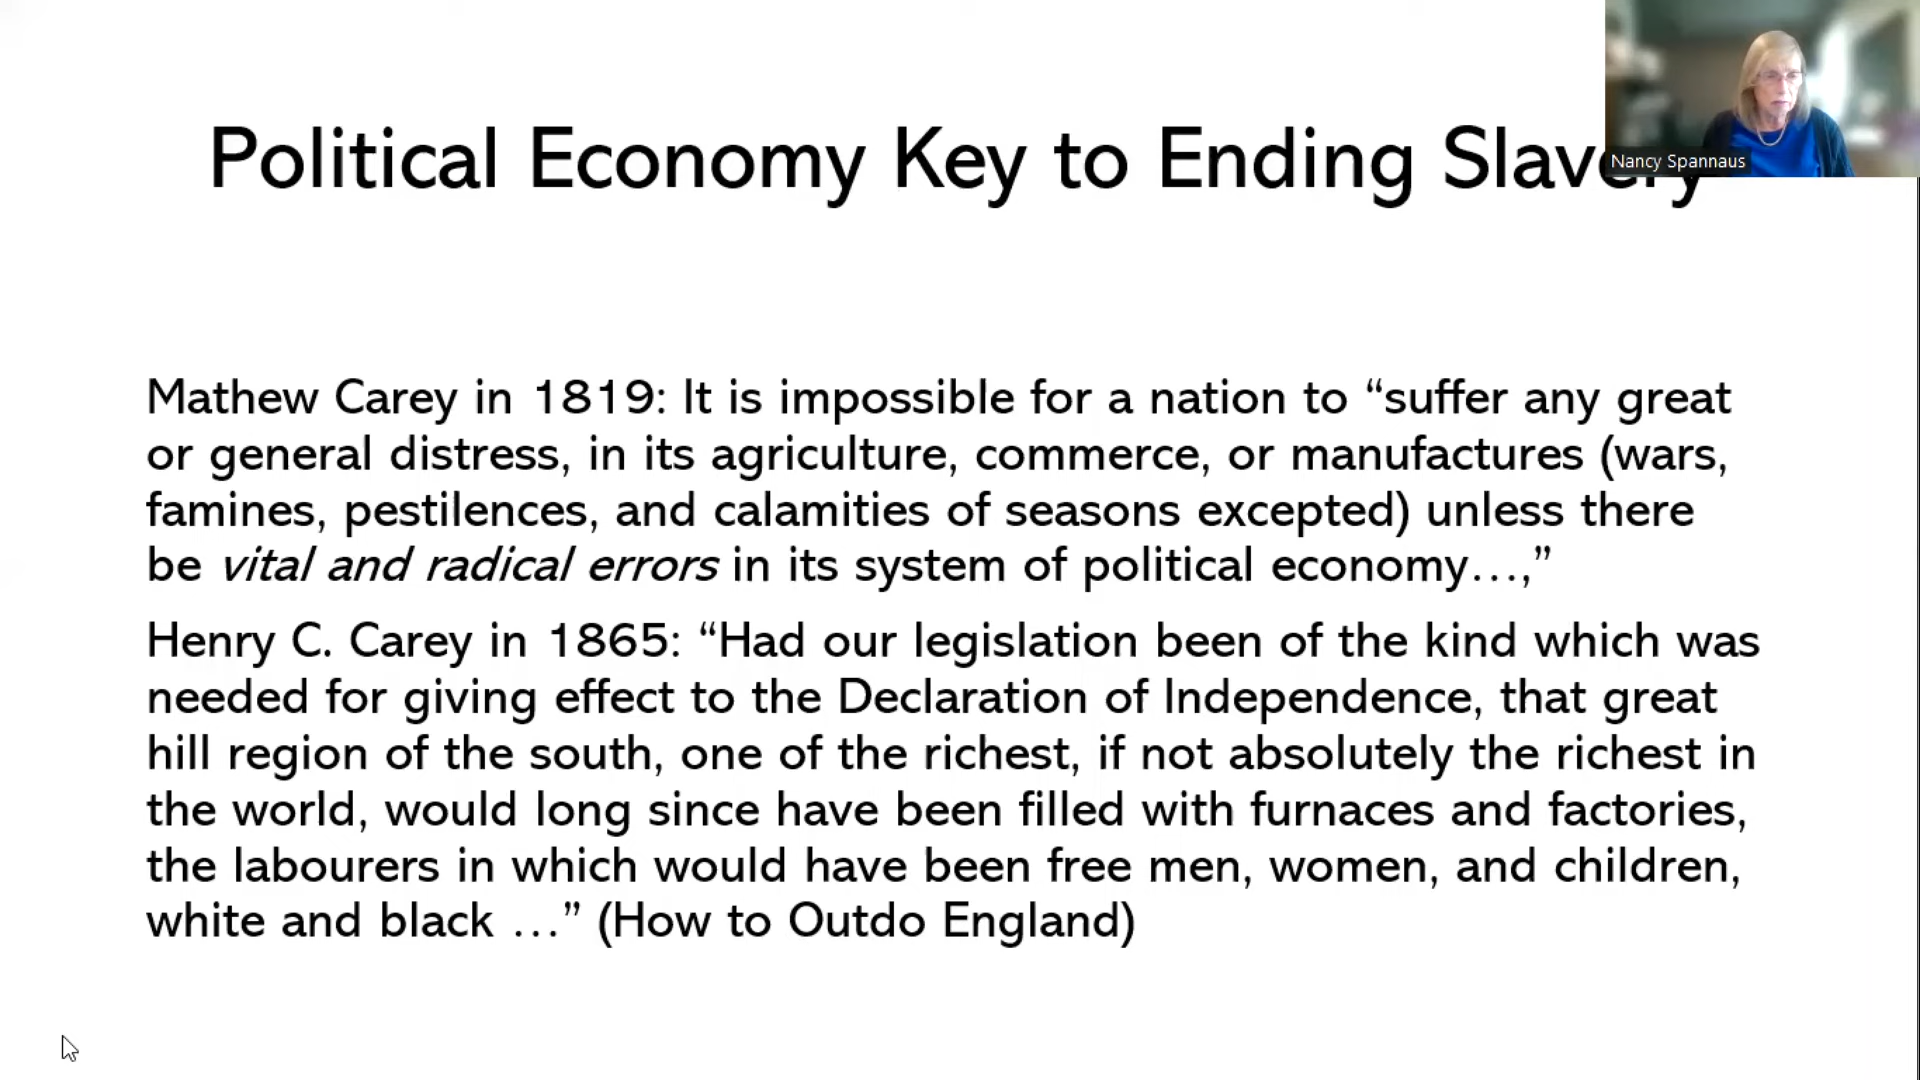 Political Economy Key to Ending Slavery
Nancy Spannaus
Mathew Carey in 1819: It is impossible for a nation to “suffer any great
or general distress, in its agriculture, commerce, or manufactures (wars,
famines, pestilences, and calamities of seasons excepted) unless there
be vital and radical errors in its system of political economy…,”
Henry C. Carey in 1865: “Had our legislation been of the kind which was
needed for giving effect to the Declaration of Independence, that great
hill region of the south, one of the richest, if not absolutely the richest in
the world, would long since have been filled with furnaces and factories,
the labourers in which would have been free men, women, and children,
white and black …” (How to Outdo England)